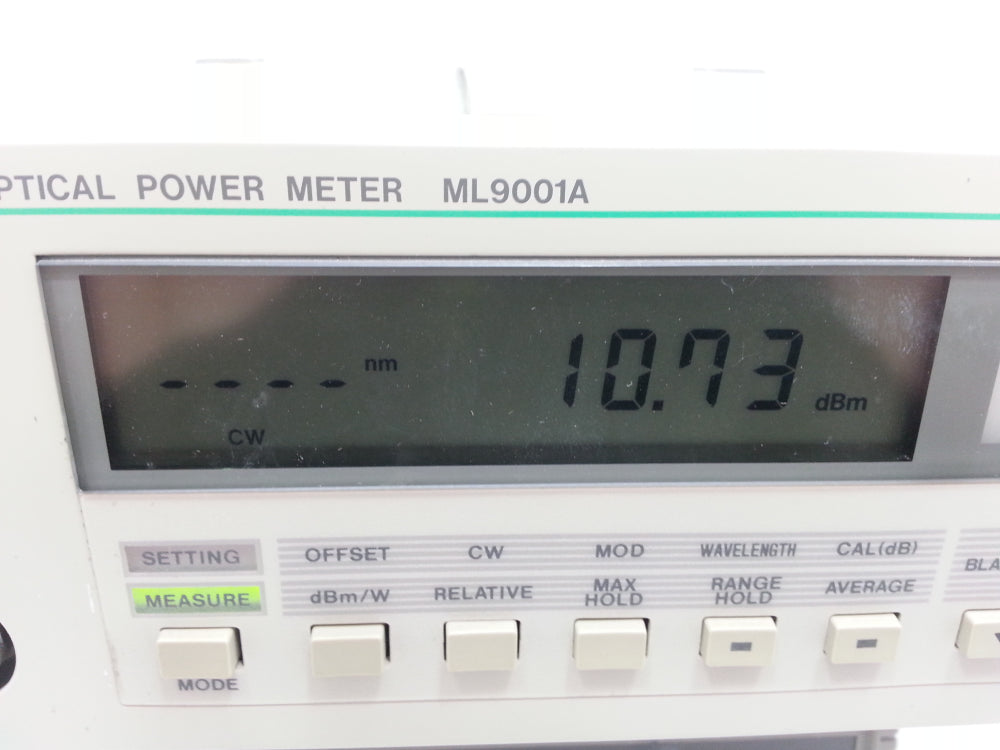 PTICAL POWER METER ML9001A
- - - - nm 10.73 dBm
CW
SETTING OFFSET CW MOD WAVELENGTH CAL(dB)
BLA
MEASURE dBm/W RELATIVE MAX HOLD RANGE HOLD AVERAGE
MODE